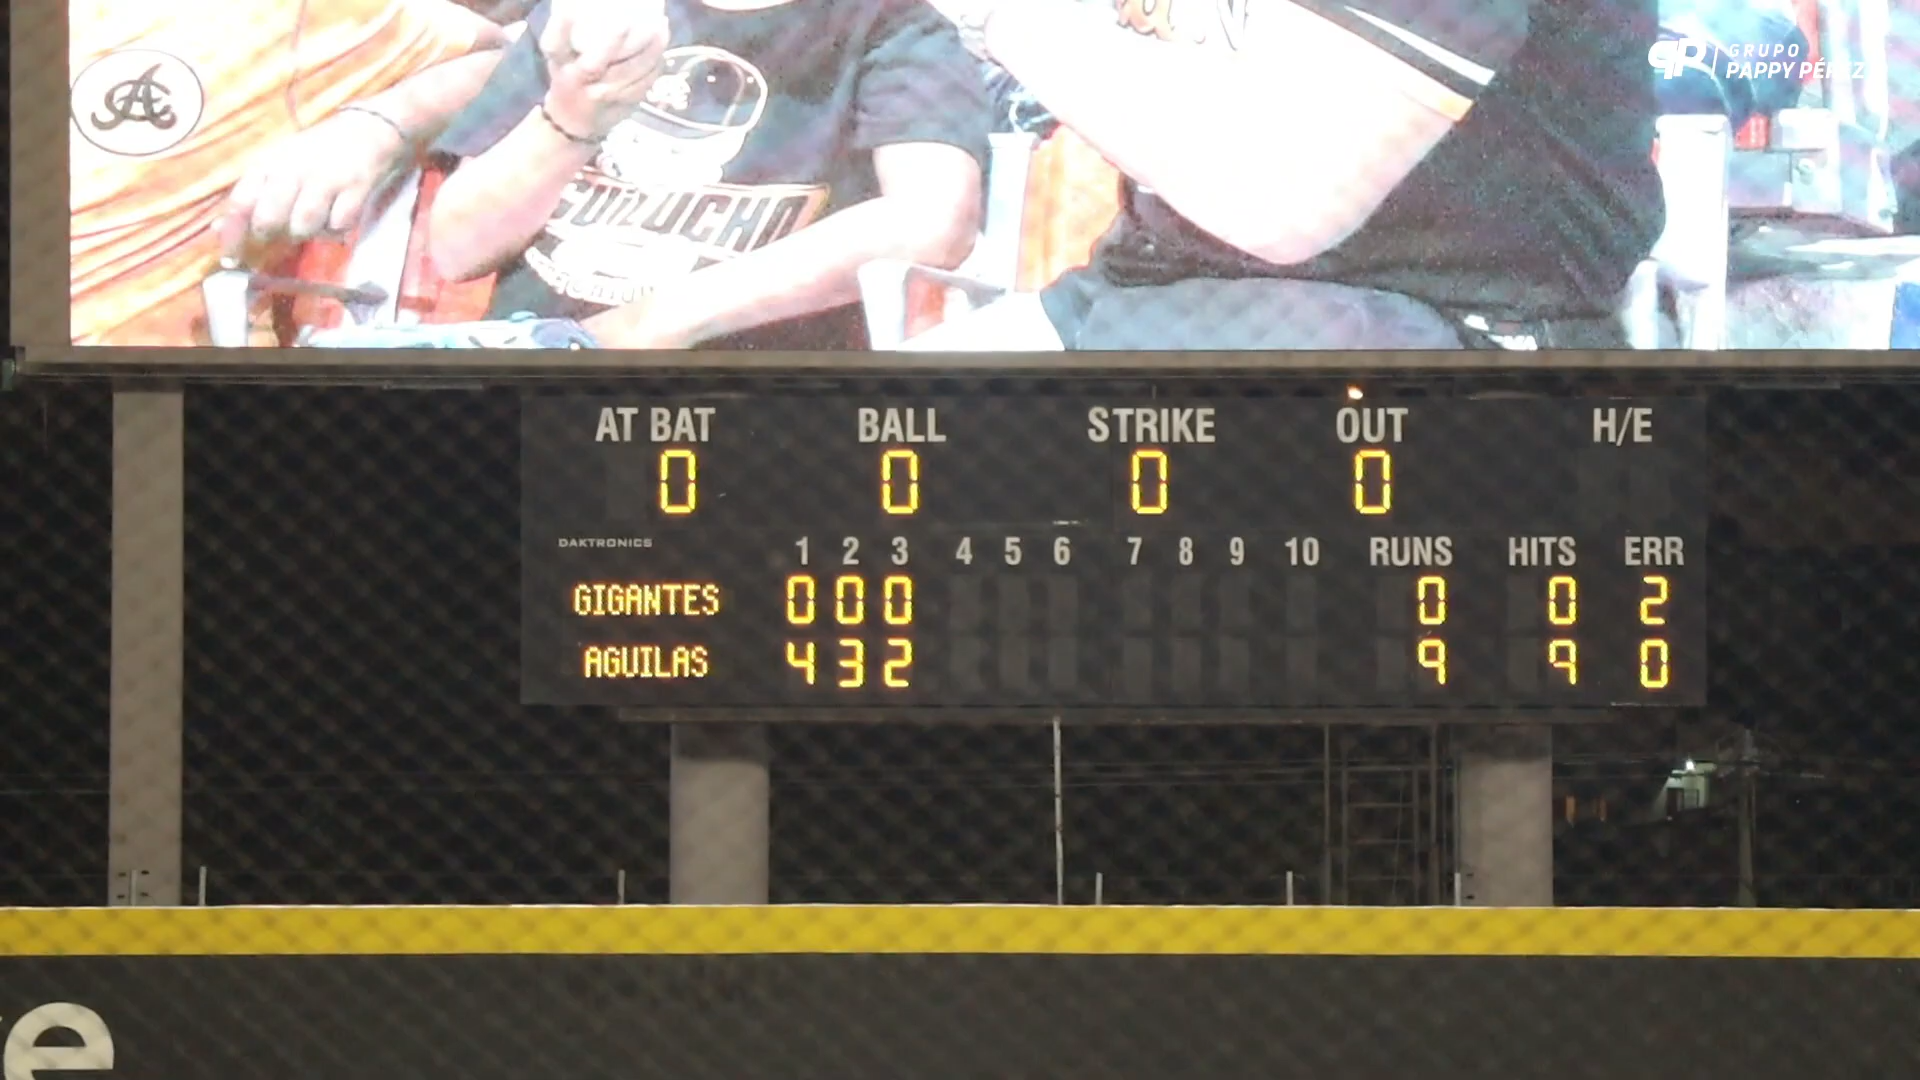 GRUPO
PAPPY PÉREZ
AT BAT BALL STRIKE OUT H/E
0 0 0 0
DAKTRONICS 1 2 3 4 5 6 7 8 9 10 RUNS HITS ERR
GIGANTES 0 0 0 0 0 2
AGUILAS 4 3 2 9 9 0
e